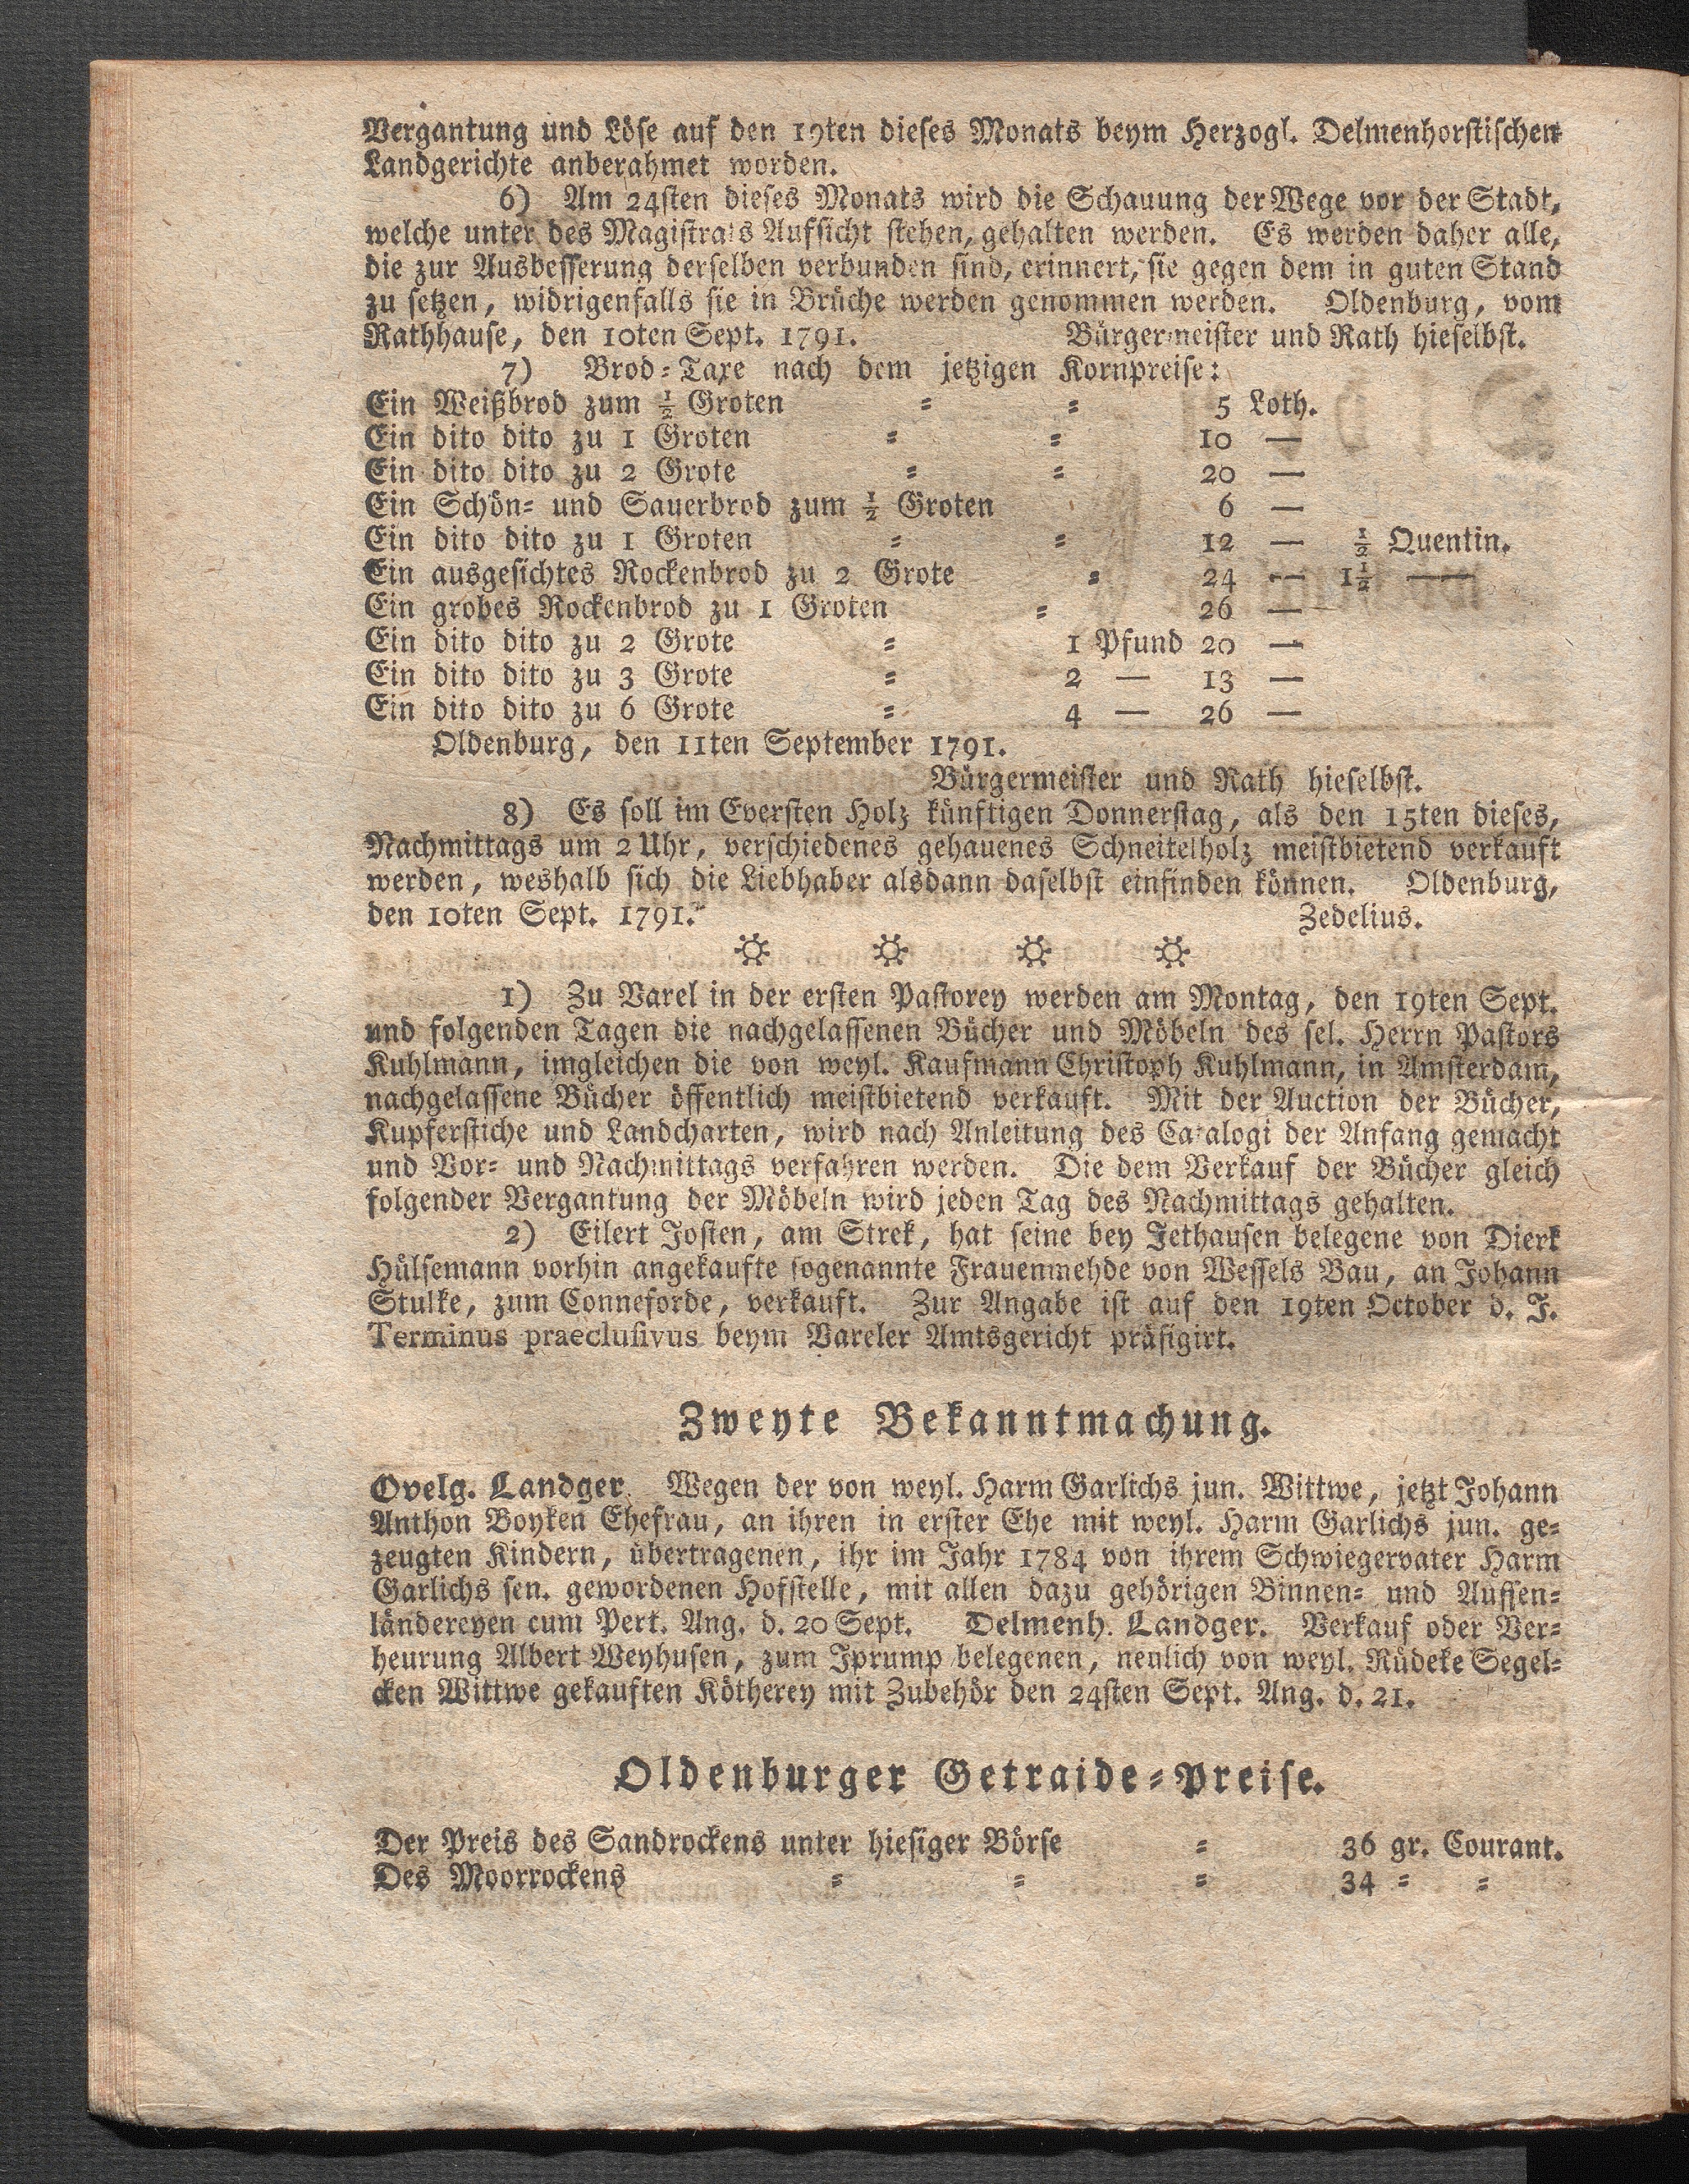 Vergantung und Löse auf den 19ten dieses Monats beym Herzogl. Delmenhorstischen
Landgerichte anberahmet worden.
6) Am 24sten dieses Monats wird die Schauung der Wege vor der Stadt,
welche unter des Magistrats Aufsicht stehen, gehalten werden. Es werden daher alle,
die zur Ausbesserung derselben verbunden sind, erinnert, sie gegen dem in guten Stand
zu setzen, widrigenfalls sie in Brüche werden genommen werden. Oldenburg, vom
Rathhause, den 10ten Sept. 1791. Bürgermeister und Rath hieselbst.
7) Brod=Taxe nach dem jetzigen Kornpreise:
Ein Weißbrod zum ½ Groten = = 5 Loth.
Ein dito dito zu 1 Groten = = 10 —
Ein dito dito zu 2 Grote = = 20 —
Ein Schön= und Sauerbrod zum ½ Groten 6 —
Ein dito dito zu 1 Groten = = 12 — ½ Quentin.
Ein ausgesichtes Rockenbrod zu 2 Grote = 24 — 1½ —
Ein grobes Rockenbrod zu 1 Groten = 26 —
Ein dito dito zu 2 Grote = 1 Pfund 20 —
Ein dito dito zu 3 Grote = 2 — 13 —
Ein dito dito zu 6 Grote = 4 — 26 —
Oldenburg, den 11ten September 1791.
Bürgermeister und Rath hieselbst.
8) Es soll im Eversten Holz künftigen Donnerstag, als den 15ten dieses,
Nachmittags um 2 Uhr, verschiedenes gehauenes Schneitelholz meistbietend verkauft
werden, weshalb sich die Liebhaber alsdann daselbst einfinden können. Oldenburg,
den 10ten Sept. 1791. Zedelius.
1) Zu Varel in der ersten Pastorey werden am Montag, den 19ten Sept.
und folgenden Tagen die nachgelassenen Bücher und Möbeln des sel. Herrn Pastors
Kuhlmann, imgleichen die von weyl. Kaufmann Christoph Kuhlmann, in Amsterdam,
nachgelassene Bücher öffentlich meistbietend verkauft. Mit der Auction der Bücher,
Kupferstiche und Landcharten, wird nach Anleitung des Catalogi der Anfang gemacht
und Vor= und Nachmittags verfahren werden. Die dem Verkauf der Bücher gleich
folgender Vergantung der Möbeln wird jeden Tag des Nachmittags gehalten.
2) Eilert Josten, am Strek, hat seine bey Jethausen belegene von Dierk
Hülsemann vorhin angekaufte sogenannte Frauenmehde von Wessels Bau, an Johann
Stulke, zum Conneforde, verkauft. Zur Angabe ist auf den 19ten October d. J.
Terminus praeclusivus beym Vareler Amtsgericht präfigirt.
Zweyte Bekanntmachung.
Ovelg. Landger. Wegen der von weyl. Harm Garlichs jun. Wittwe, jetzt Johann
Anthon Boyken Ehefrau, an ihren in erster Ehe mit weyl. Harm Garlichs jun. ge=
zeugten Kindern, übertragenen, ihr im Jahr 1784 von ihrem Schwiegervater Harm
Garlichs sen. gewordenen Hofstelle, mit allen dazu gehörigen Binnen= und Aussen=
ländereyen cum Pert. Ang. d. 20 Sept. Delmenh. Landger. Verkauf oder Ver=
heurung Albert Weyhusen, zum Iprump belegenen, neulich von weyl. Rüdeke Segel=
cken Wittwe gekauften Kötherey mit Zubehör den 24sten Sept. Ang. d. 21.
Oldenburger Getraide=Preise.
Der Preis des Sandrockens unter hiesiger Börse = 36 gr. Courant.
Des Moorrockens = = = 34 = =